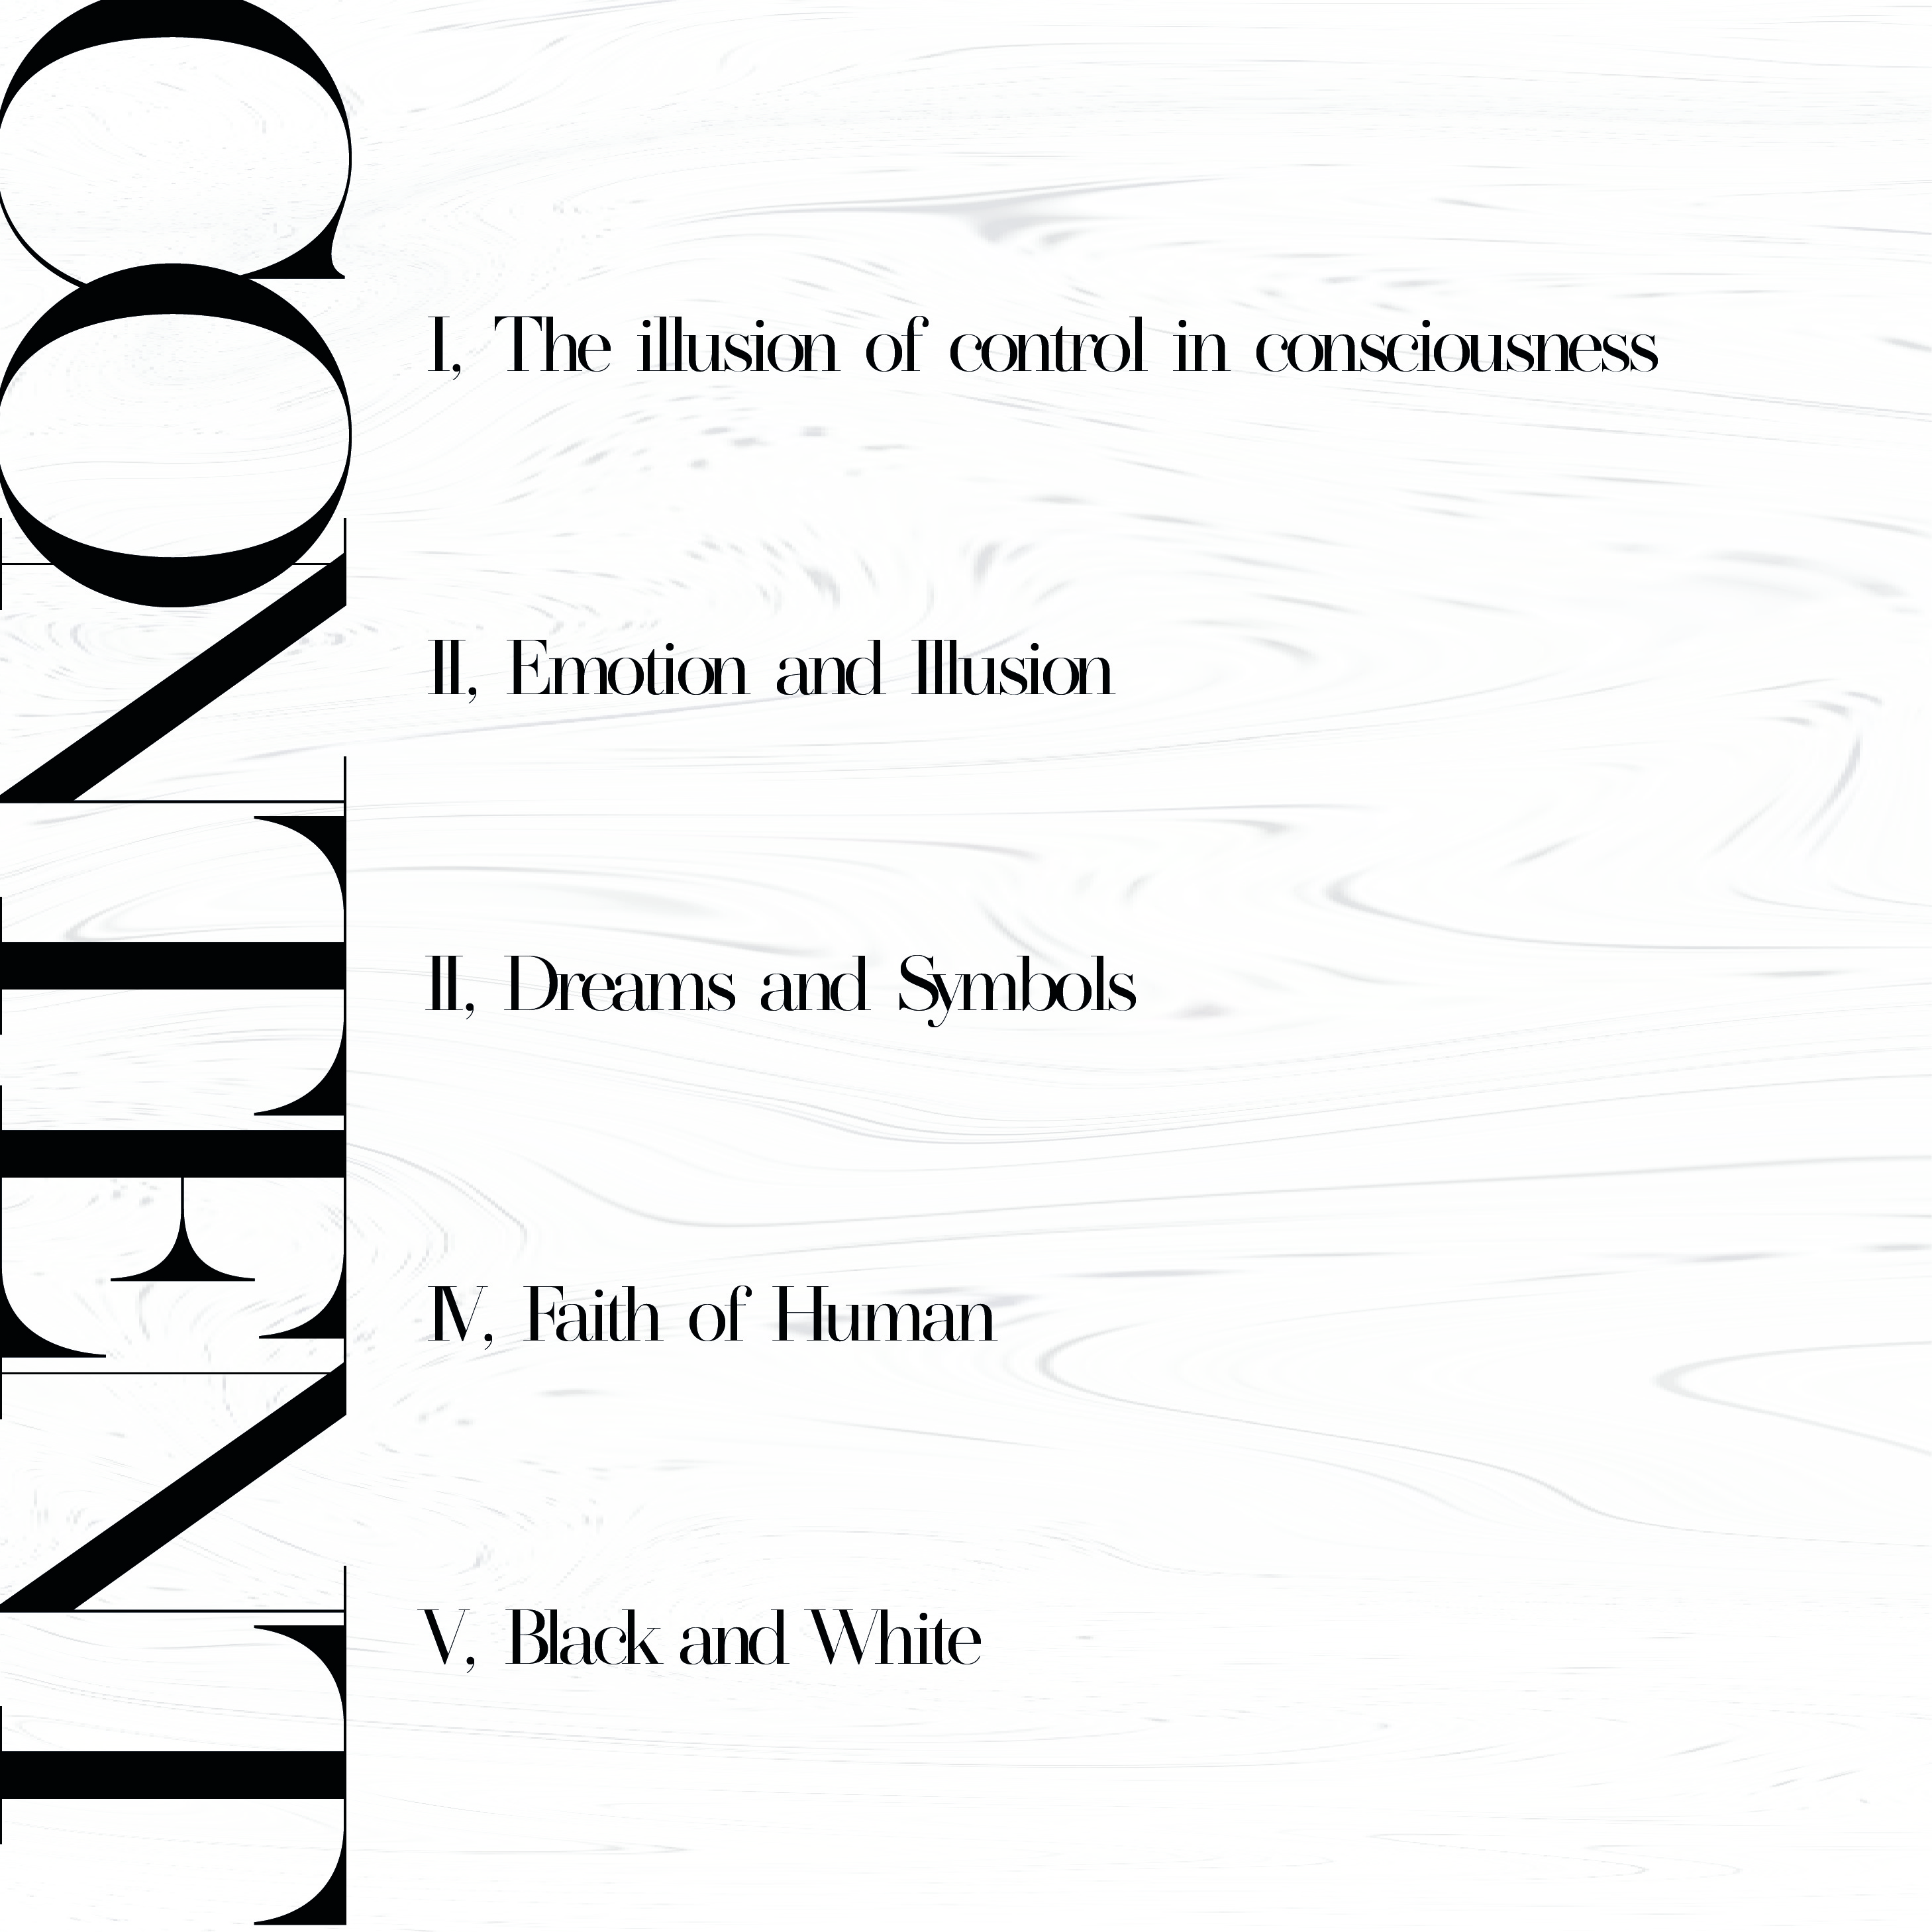 CONTENT
I, The illusion of control in consciousness
II, Emotion and Illusion
II, Dreams and Symbols
IV, Faith of Human
V, Black and White